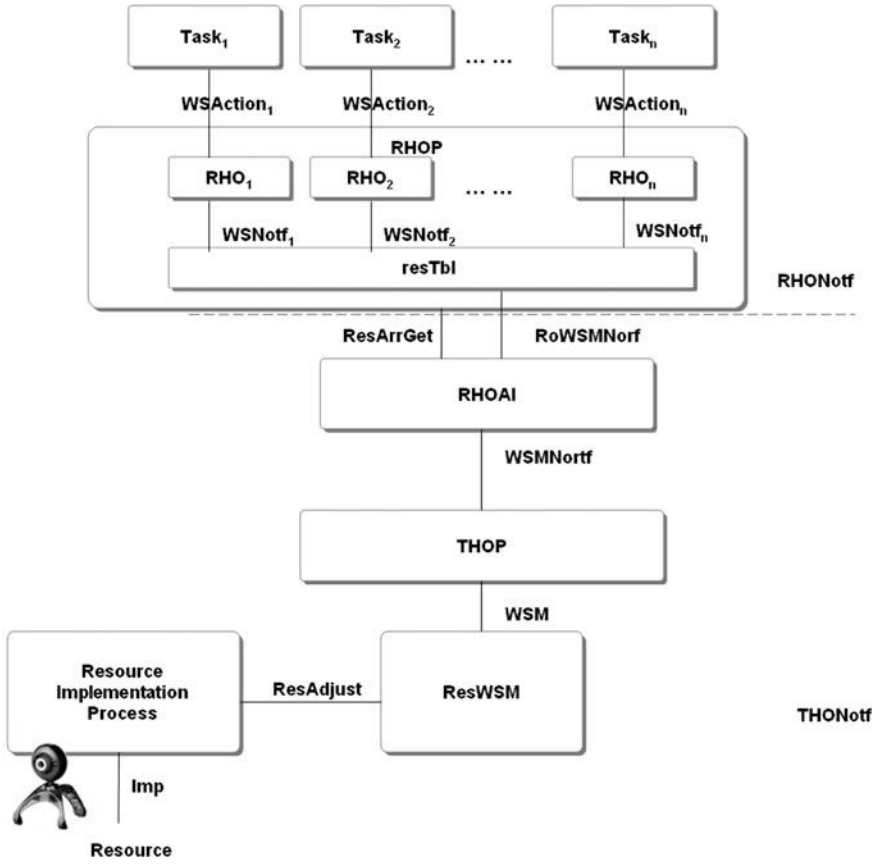 Task₁ Task₂ ... ... Taskₙ
WSAction₁ WSAction₂ WSActionₙ
RHOP
RHO₁ RHO₂ ... ... RHOₙ
WSNotf₁ WSNotf₂ WSNotfₙ
resTbl
RHONotf
ResArrGet RoWSMNorf
RHOAI
WSMNortf
THOP
WSM
Resource
Implementation
Process
ResAdjust
ResWSM
THONotf
Imp
Resource